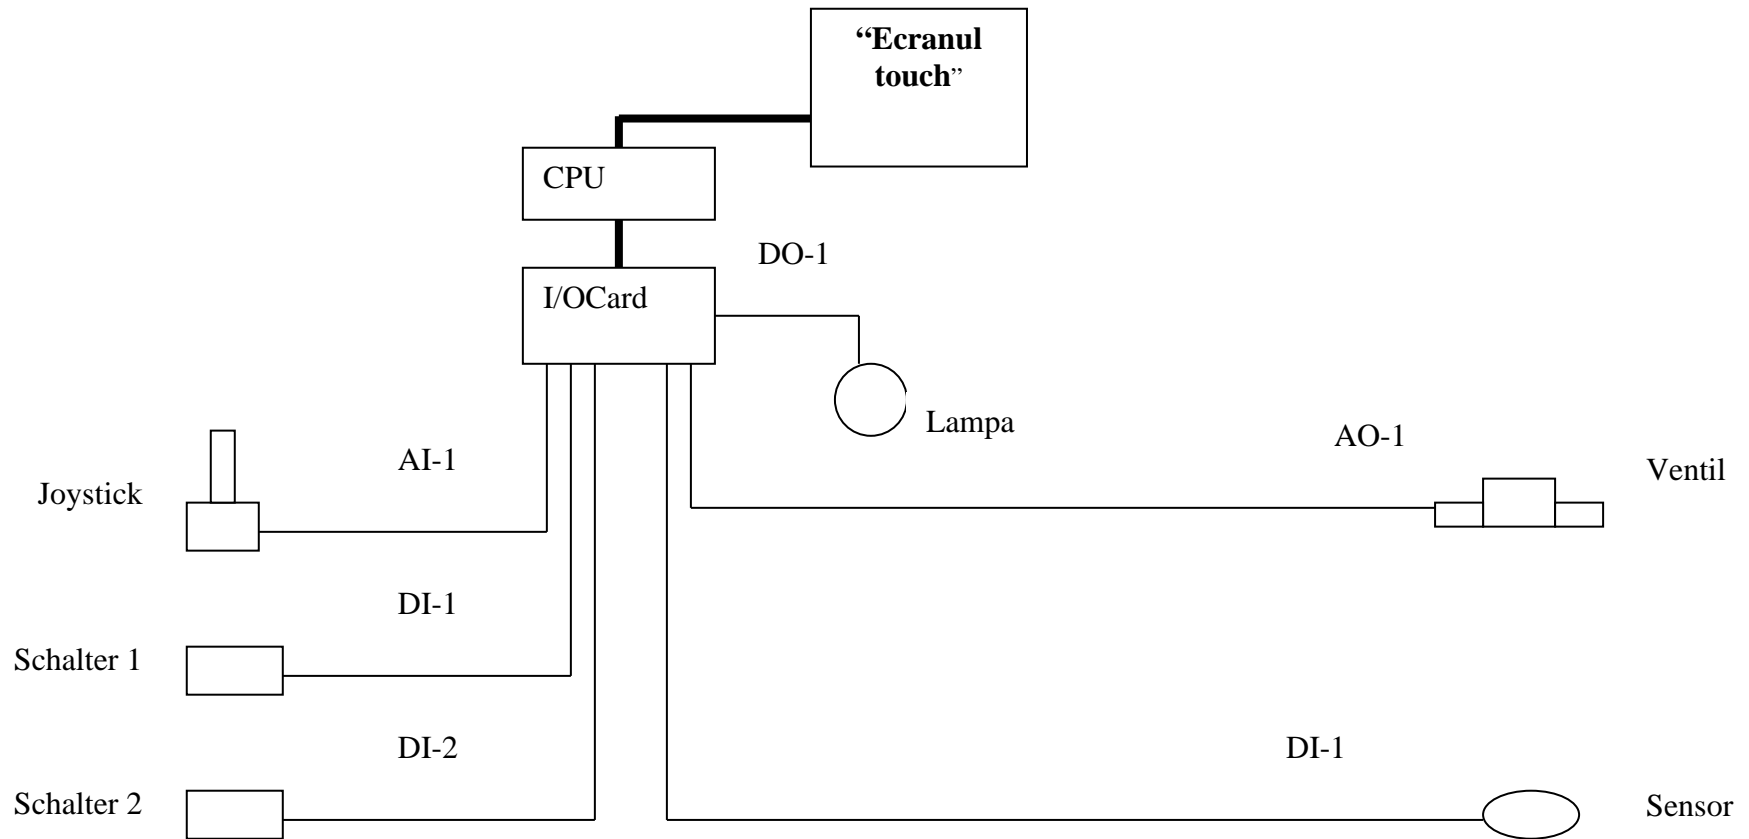 “Ecranul
touch”
CPU
DO-1
I/OCard
Lampa
AO-1
AI-1
Ventil
Joystick
DI-1
Schalter 1
DI-2
DI-1
Schalter 2
Sensor